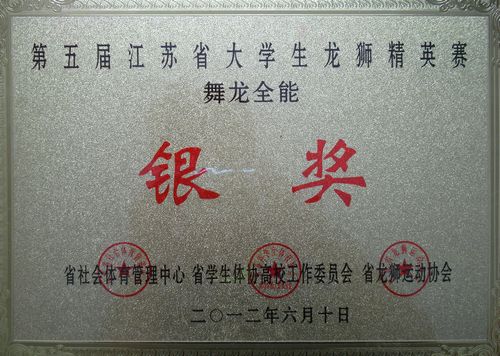 第五届江苏省大学生龙狮精英赛
舞龙全能
银奖
省社会体育管理中心 省学生体协高校工作委员会 省龙狮运动协会
二〇一二年六月十日